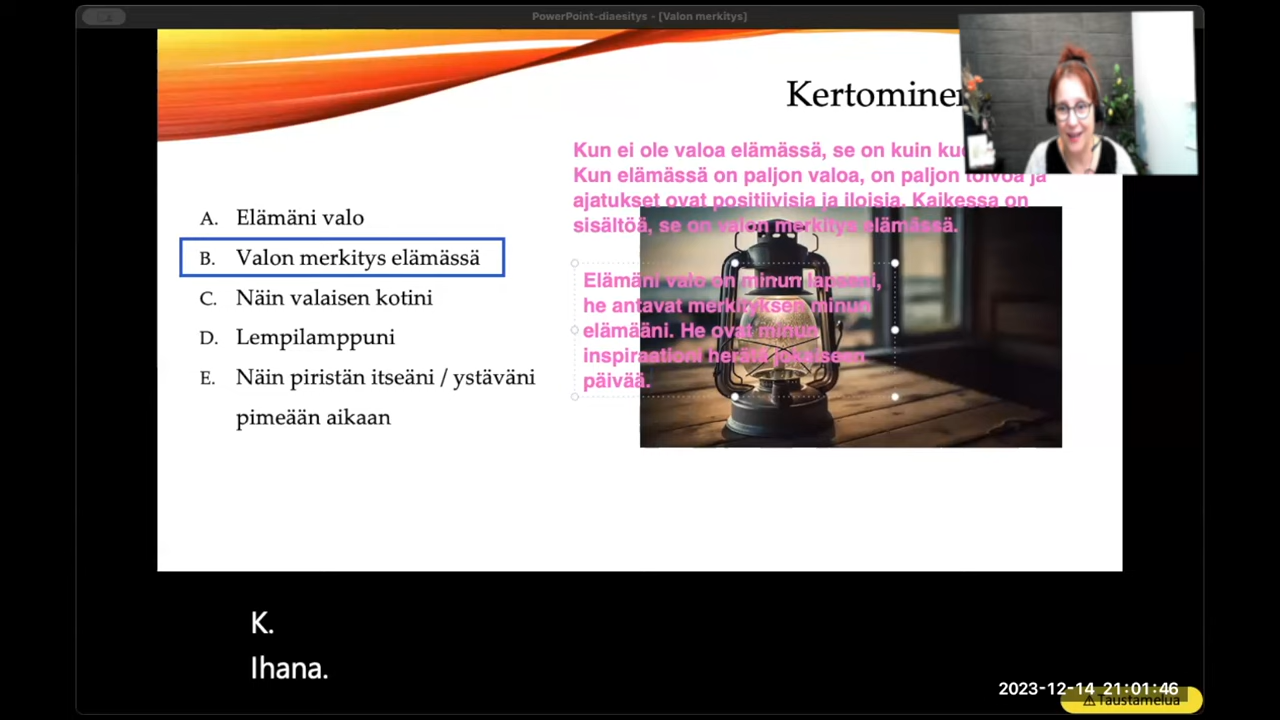 PowerPoint-diaesitys - [Valon merkitys]
Kertominen
Kun ei ole valoa elämässä, se on kuin
Kun elämässä on paljon valoa, on paljon toivoa ja
ajatukset ovat positiivisia ja iloisia. Kaikessa on
sisältöä, se on valon merkitys elämässä.
A. Elämäni valo
B. Valon merkitys elämässä
C. Näin valaisen kotini
D. Lempilamppuni
E. Näin piristän itseäni / ystäväni
pimeään aikaan
Elämäni valo on minun lapseni,
he antavat merkityksen minun
elämääni. He ovat minun
inspiraationi herätä jokaiseen
päivää.
K.
Ihana.
2023-12-14 21:01:46
Taustamelua